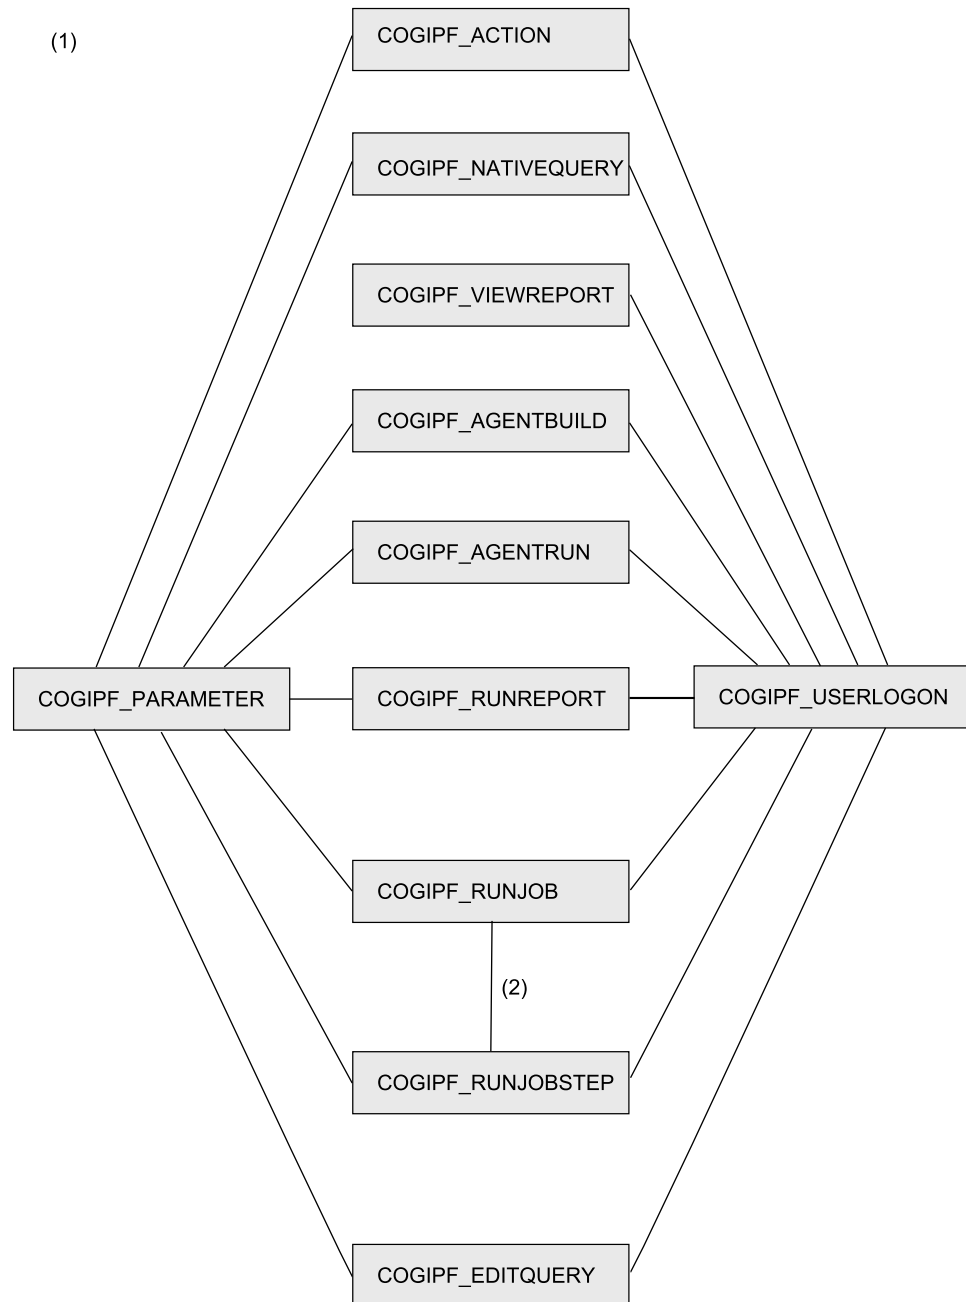 (1)
COGIPF_ACTION
COGIPF_NATIVEQUERY
COGIPF_VIEWREPORT
COGIPF_AGENTBUILD
COGIPF_AGENTRUN
COGIPF_PARAMETER
COGIPF_RUNREPORT
COGIPF_USERLOGON
COGIPF_RUNJOB
(2)
COGIPF_RUNJOBSTEP
COGIPF_EDITQUERY